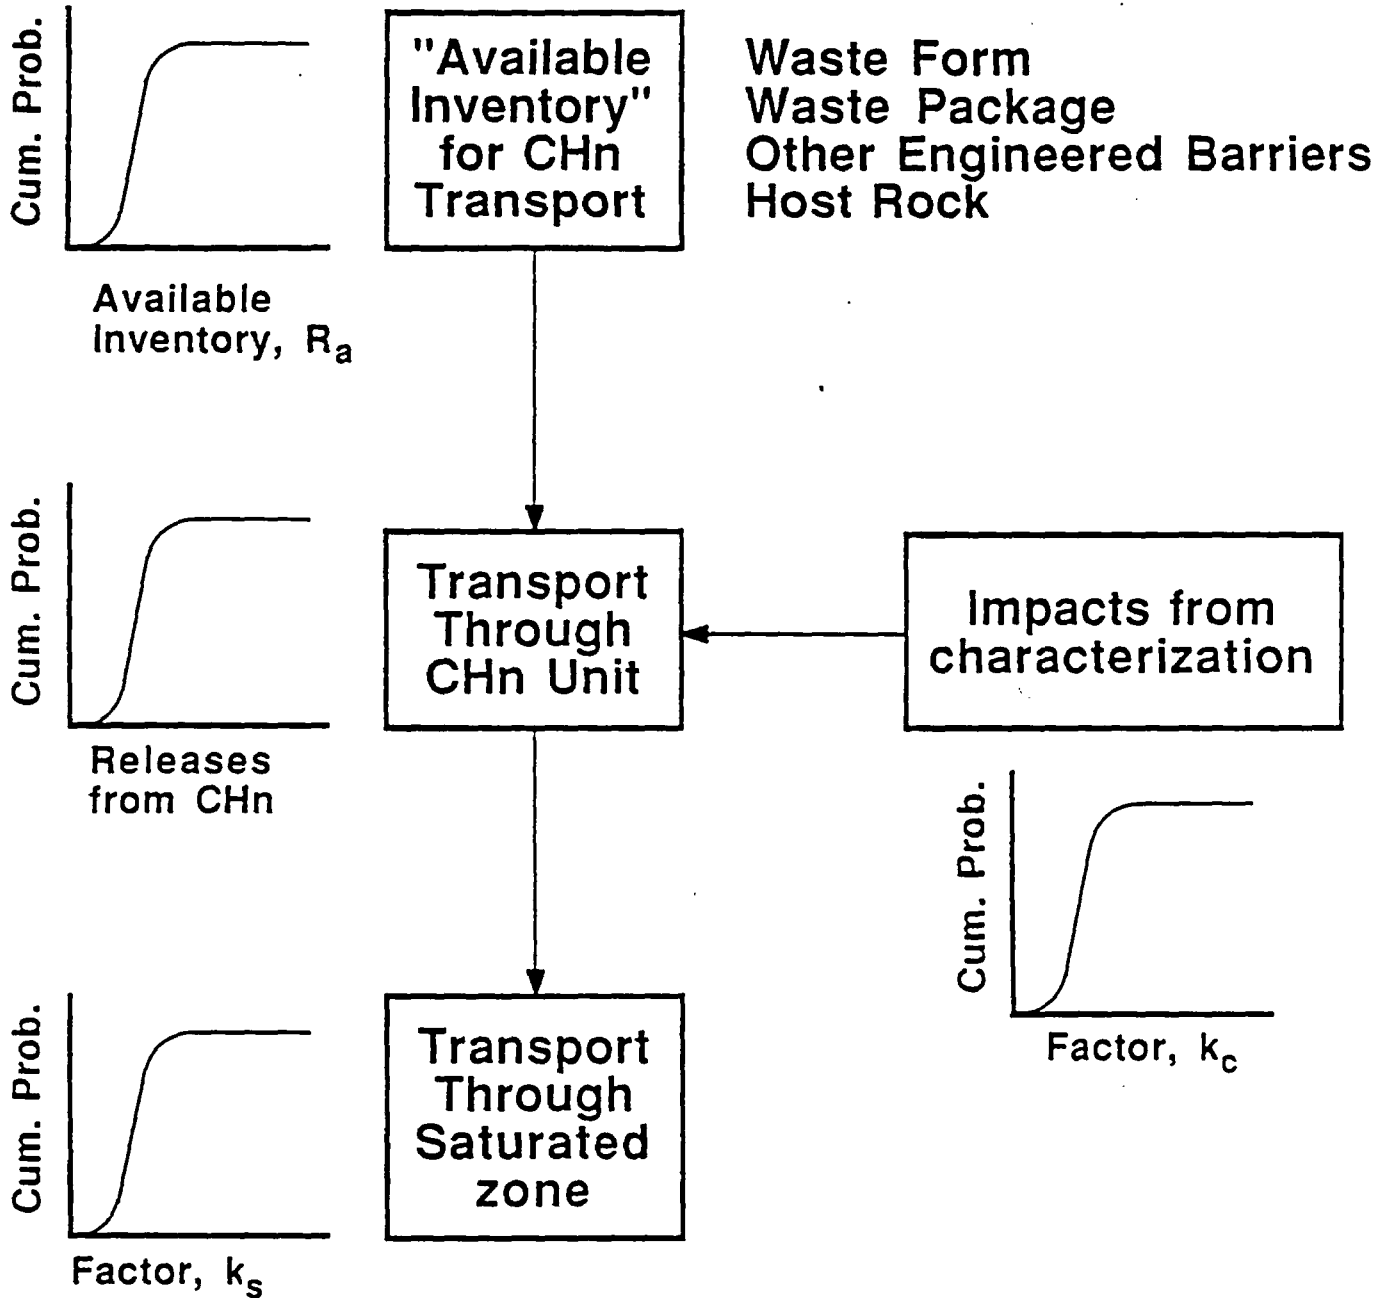 Cum. Prob.
Available
Inventory, Ra
"Available
Inventory"
for CHn
Transport
Waste Form
Waste Package
Other Engineered Barriers
Host Rock
Cum. Prob.
Releases
from CHn
Transport
Through
CHn Unit
Impacts from
characterization
Cum. Prob.
Factor, kc
Cum. Prob.
Factor, ks
Transport
Through
Saturated
zone